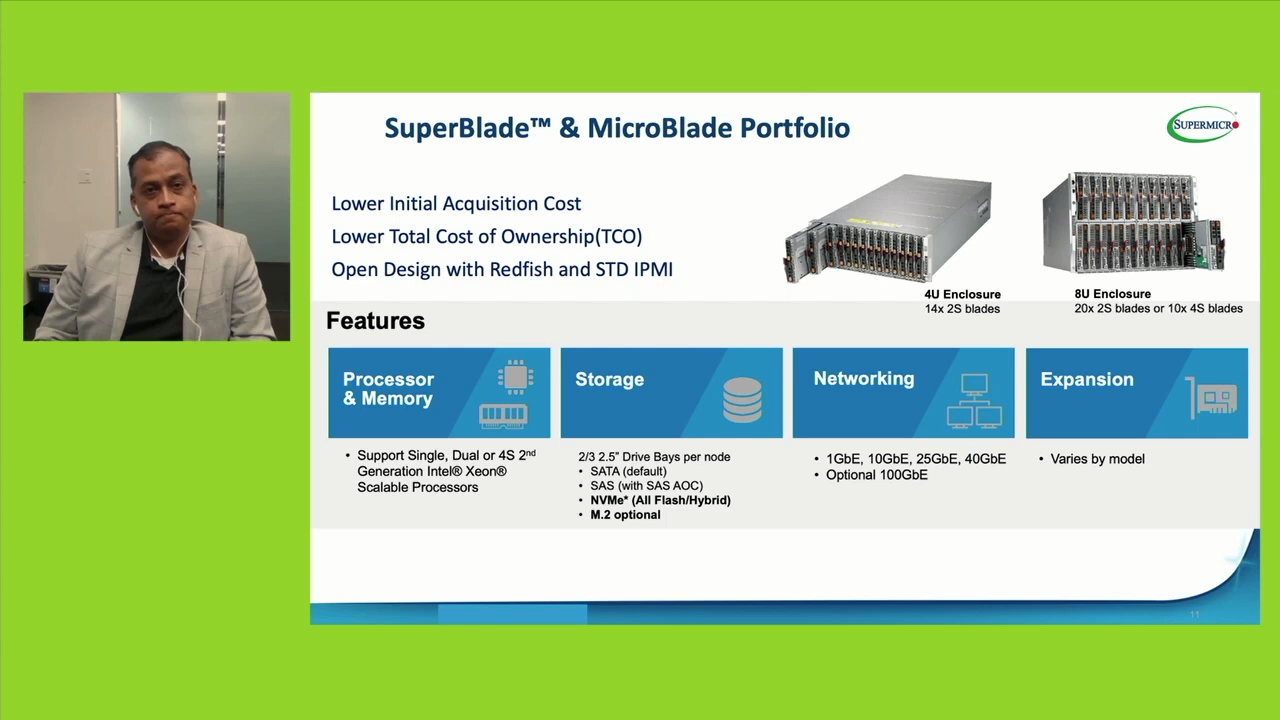 SuperBlade™ & MicroBlade Portfolio
SUPERMICRO
Lower Initial Acquisition Cost
Lower Total Cost of Ownership(TCO)
Open Design with Redfish and STD IPMI
4U Enclosure
14x 2S blades
8U Enclosure
20x 2S blades or 10x 4S blades
Features
Processor
& Memory
• Support Single, Dual or 4S 2nd
Generation Intel® Xeon®
Scalable Processors
Storage
2/3 2.5" Drive Bays per node
• SATA (default)
• SAS (with SAS AOC)
• NVMe* (All Flash/Hybrid)
• M.2 optional
Networking
• 1GbE, 10GbE, 25GbE, 40GbE
• Optional 100GbE
Expansion
• Varies by model
11